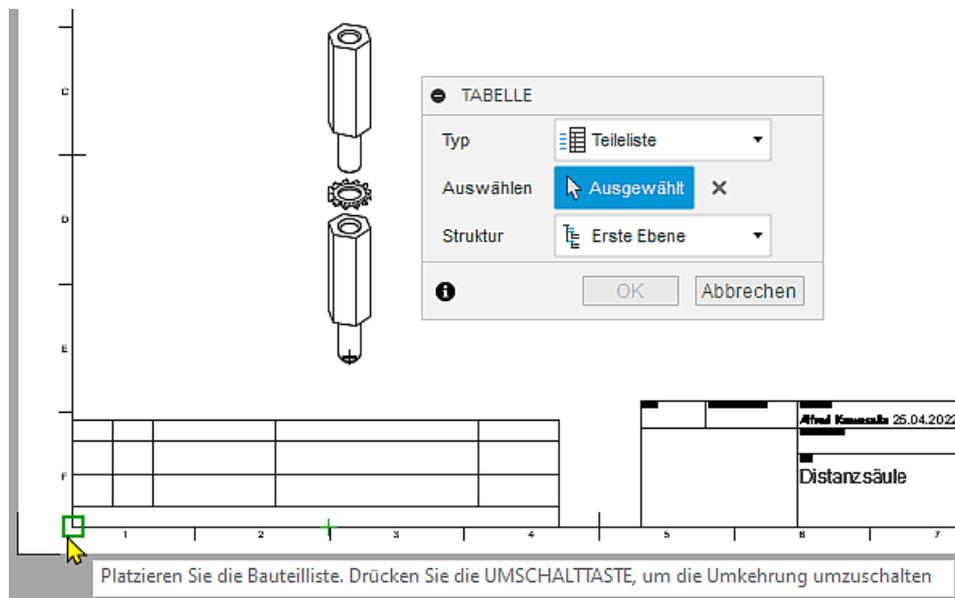 C
TABELLE
Typ
Teileliste
Auswählen
Ausgewählt
Struktur
Erste Ebene
D
OK
Abbrechen
E
25.04.2022
F
Distanzsäule
1
2
3
4
5
6
7
Platzieren Sie die Bauteilliste. Drücken Sie die UMSCHALTTASTE, um die Umkehrung umzuschalten